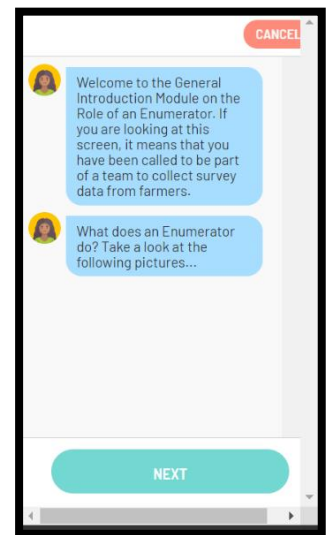 CANCEL
Welcome to the General
Introduction Module on the
Role of an Enumerator. If
you are looking at this
screen, it means that you
have been called to be part
of a team to collect survey
data from farmers.
What does an Enumerator
do? Take a look at the
following pictures...
NEXT